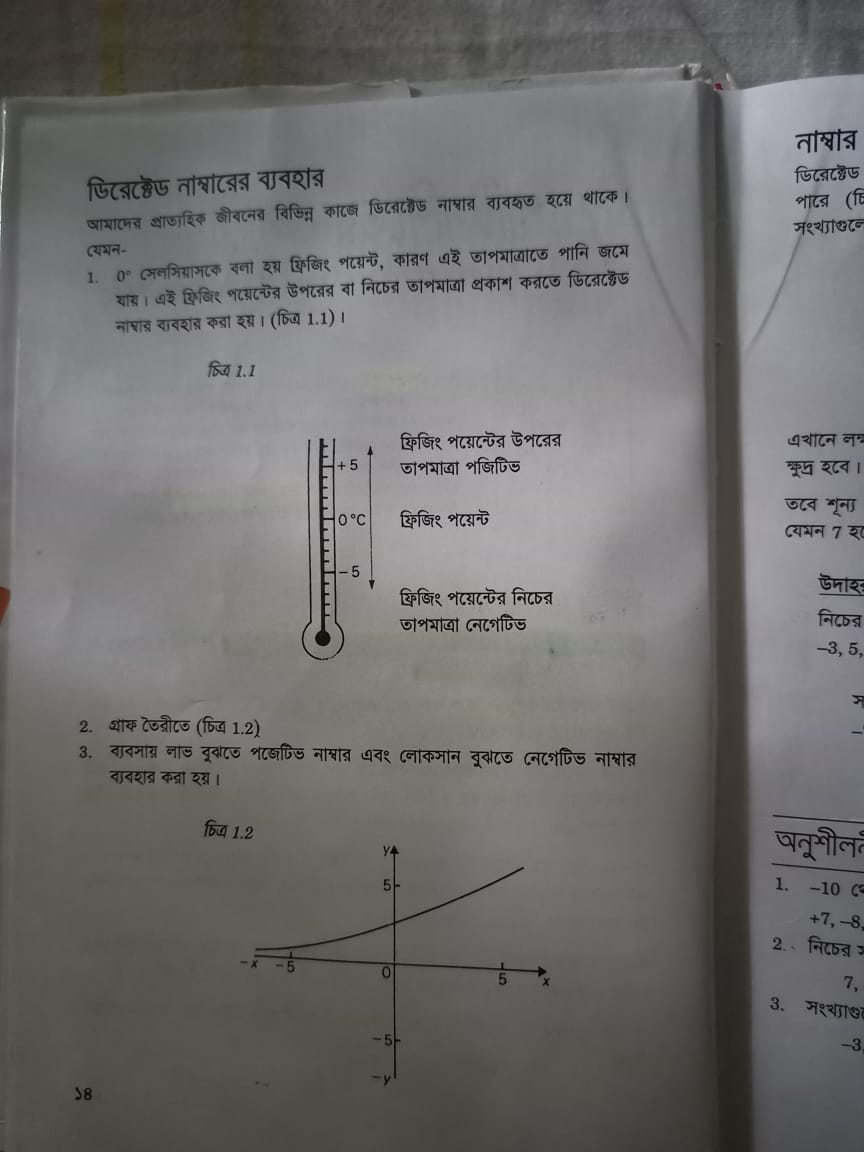 ডিরেক্টেড নাম্বারের ব্যবহার
আমাদের প্রাত্যহিক জীবনের বিভিন্ন কাজে ডিরেক্টেড নাম্বার ব্যবহৃত হয়ে থাকে।
যেমন-
1. 0° সেলসিয়াসকে বলা হয় ফ্রিজিং পয়েন্ট, কারণ এই তাপমাত্রাতে পানি জমে
যায়। এই ফ্রিজিং পয়েন্টের উপরের বা নিচের তাপমাত্রা প্রকাশ করতে ডিরেক্টেড
নাম্বার ব্যবহার করা হয়। (চিত্র 1.1)।
চিত্র 1.1
ফ্রিজিং পয়েন্টের উপরের
+ 5
তাপমাত্রা পজিটিভ
0 °C
ফ্রিজিং পয়েন্ট
– 5
ফ্রিজিং পয়েন্টের নিচের
তাপমাত্রা নেগেটিভ
2. গ্রাফ তৈরীতে (চিত্র 1.2)
3. ব্যবসায় লাভ বুঝতে পজেটিভ নাম্বার এবং লোকসান বুঝতে নেগেটিভ নাম্বার
ব্যবহার করা হয়।
চিত্র 1.2
y
5
– x
– 5
0
5
x
– 5
– y
১৪
নাম্বার
ডিরেক্টেড
পারে
এখানে
ক্ষুদ্র হবে।
তবে শূন্য
যেমন 7
নিচের
–3, 5,
1. –10
+7, –8,
2. নিচের
7,
3.
–3